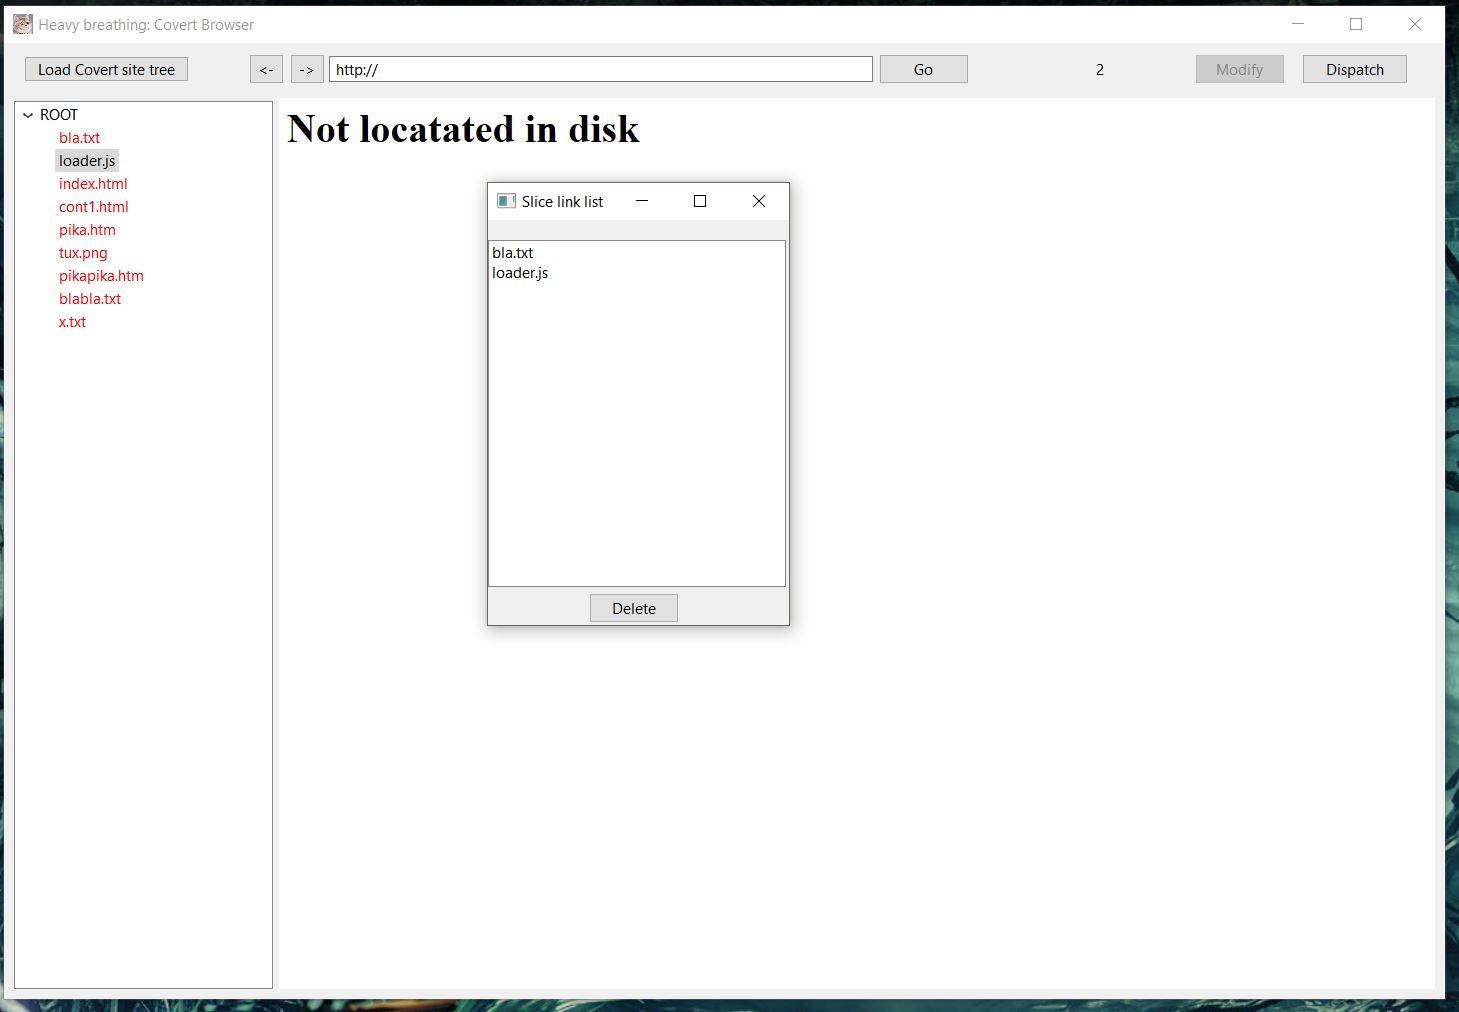 Heavy breathing: Covert Browser
Load Covert site tree <- -> http:// Go 2 Modify Dispatch
ROOT
bla.txt
loader.js
index.html
cont1.html
pika.htm
tux.png
pikapika.htm
blabla.txt
x.txt
Not locatated in disk
Slice link list
bla.txt
loader.js
Delete